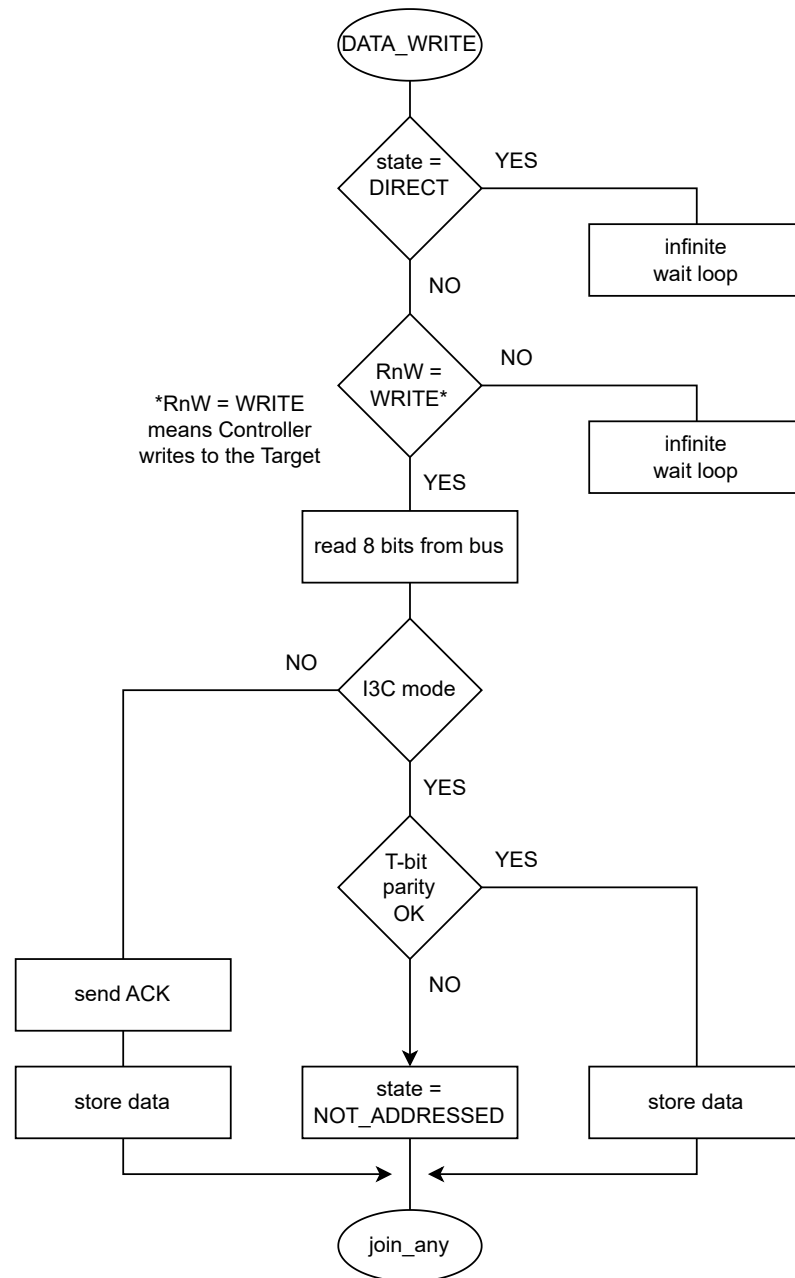 DATA_WRITE
state =
DIRECT
YES
infinite
wait loop
NO
RnW =
WRITE*
NO
infinite
wait loop
*RnW = WRITE
means Controller
writes to the Target
YES
read 8 bits from bus
NO
I3C mode
YES
T-bit
parity
OK
YES
send ACK
NO
store data
state =
NOT_ADDRESSED
store data
join_any